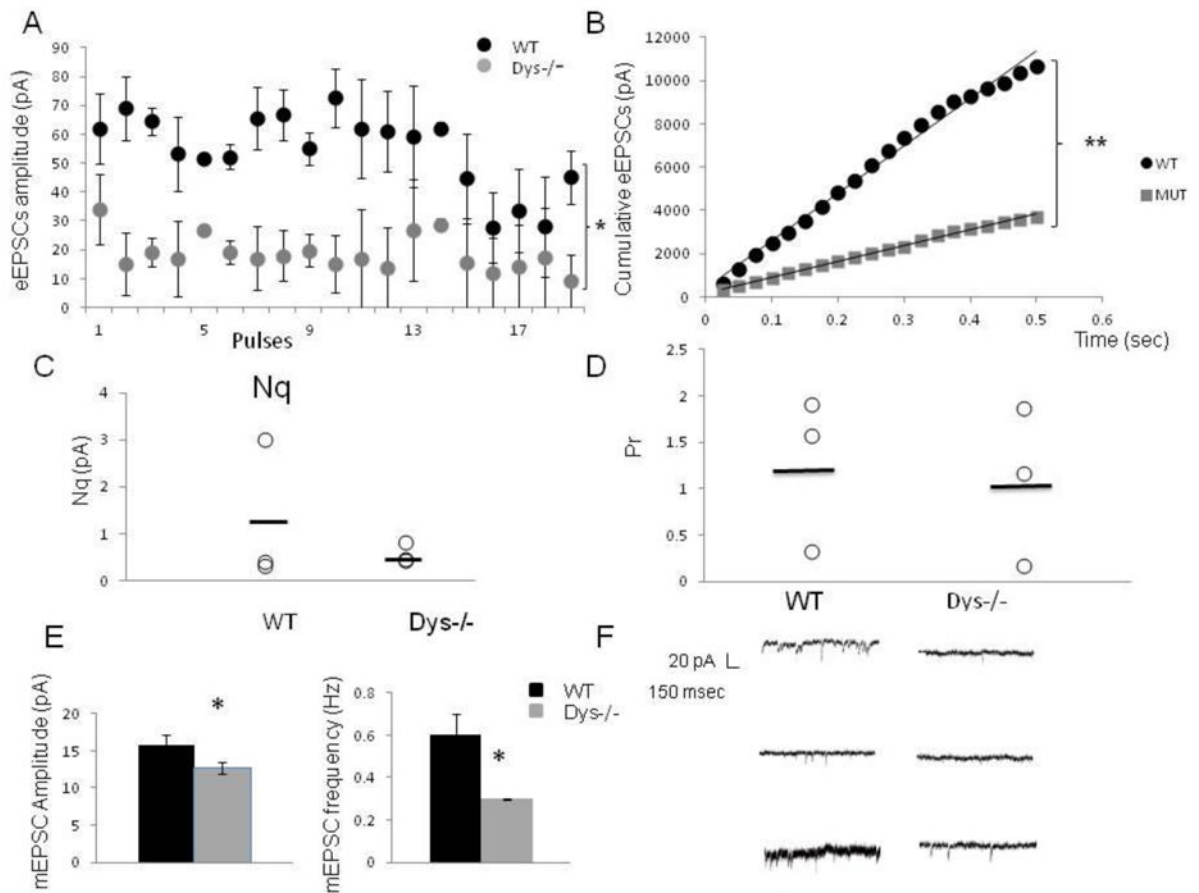 A
eEPSCs amplitude (pA)
90
80
70
60
50
40
30
20
10
0
1
5
9
13
17
Pulses
WT
Dys-/-
*
B
Cumulative eEPSCs (pA)
12000
10000
8000
6000
4000
2000
0
0
0.1
0.2
0.3
0.4
0.5
0.6
Time (sec)
**
WT
MUT
C
Nq
Nq (pA)
4
3
2
1
0
WT
Dys-/-
D
Pr
2.5
2
1.5
1
0.5
0
WT
Dys-/-
E
mEPSC Amplitude (pA)
20
15
10
5
0
*
mEPSC frequency (Hz)
0.8
0.6
0.4
0.2
0
*
WT
Dys-/-
F
20 pA
150 msec